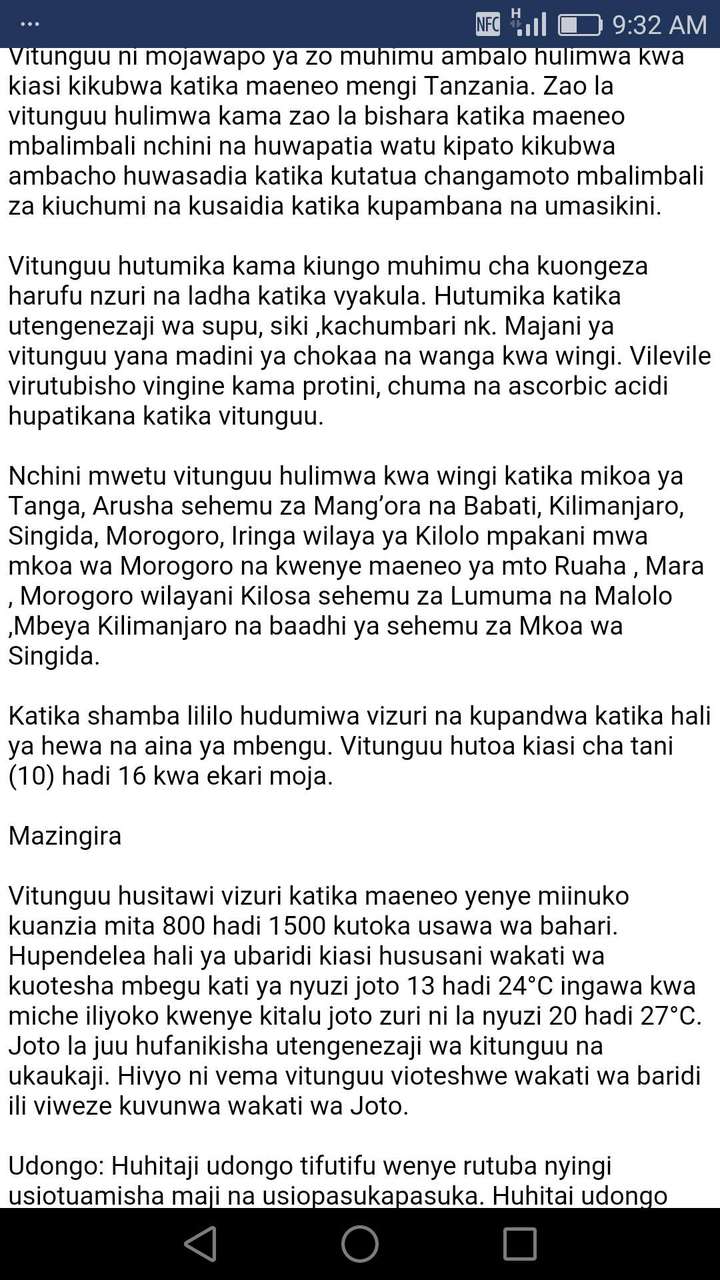 NFC H 9:32 AM
Vitunguu ni mojawapo ya zo muhimu ambalo hulimwa kwa
kiasi kikubwa katika maeneo mengi Tanzania. Zao la
vitunguu hulimwa kama zao la bishara katika maeneo
mbalimbali nchini na huwapatia watu kipato kikubwa
ambacho huwasadia katika kutatua changamoto mbalimbali
za kiuchumi na kusaidia katika kupambana na umasikini.
Vitunguu hutumika kama kiungo muhimu cha kuongeza
harufu nzuri na ladha katika vyakula. Hutumika katika
utengenezaji wa supu, siki ,kachumbari nk. Majani ya
vitunguu yana madini ya chokaa na wanga kwa wingi. Vilevile
virutubisho vingine kama protini, chuma na ascorbic acidi
hupatikana katika vitunguu.
Nchini mwetu vitunguu hulimwa kwa wingi katika mikoa ya
Tanga, Arusha sehemu za Mang’ora na Babati, Kilimanjaro,
Singida, Morogoro, Iringa wilaya ya Kilolo mpakani mwa
mkoa wa Morogoro na kwenye maeneo ya mto Ruaha , Mara
, Morogoro wilayani Kilosa sehemu za Lumuma na Malolo
,Mbeya Kilimanjaro na baadhi ya sehemu za Mkoa wa
Singida.
Katika shamba lililo hudumiwa vizuri na kupandwa katika hali
ya hewa na aina ya mbengu. Vitunguu hutoa kiasi cha tani
(10) hadi 16 kwa ekari moja.
Mazingira
Vitunguu husitawi vizuri katika maeneo yenye miinuko
kuanzia mita 800 hadi 1500 kutoka usawa wa bahari.
Hupendelea hali ya ubaridi kiasi hususani wakati wa
kuotesha mbegu kati ya nyuzi joto 13 hadi 24°C ingawa kwa
miche iliyoko kwenye kitalu joto zuri ni la nyuzi 20 hadi 27°C.
Joto la juu hufanikisha utengenezaji wa kitunguu na
ukaukaji. Hivyo ni vema vitunguu vioteshwe wakati wa baridi
ili viweze kuvunwa wakati wa Joto.
Udongo: Huhitaji udongo tifutifu wenye rutuba nyingi
usiotuamisha maji na usiopasukapasuka. Huhitai udongo